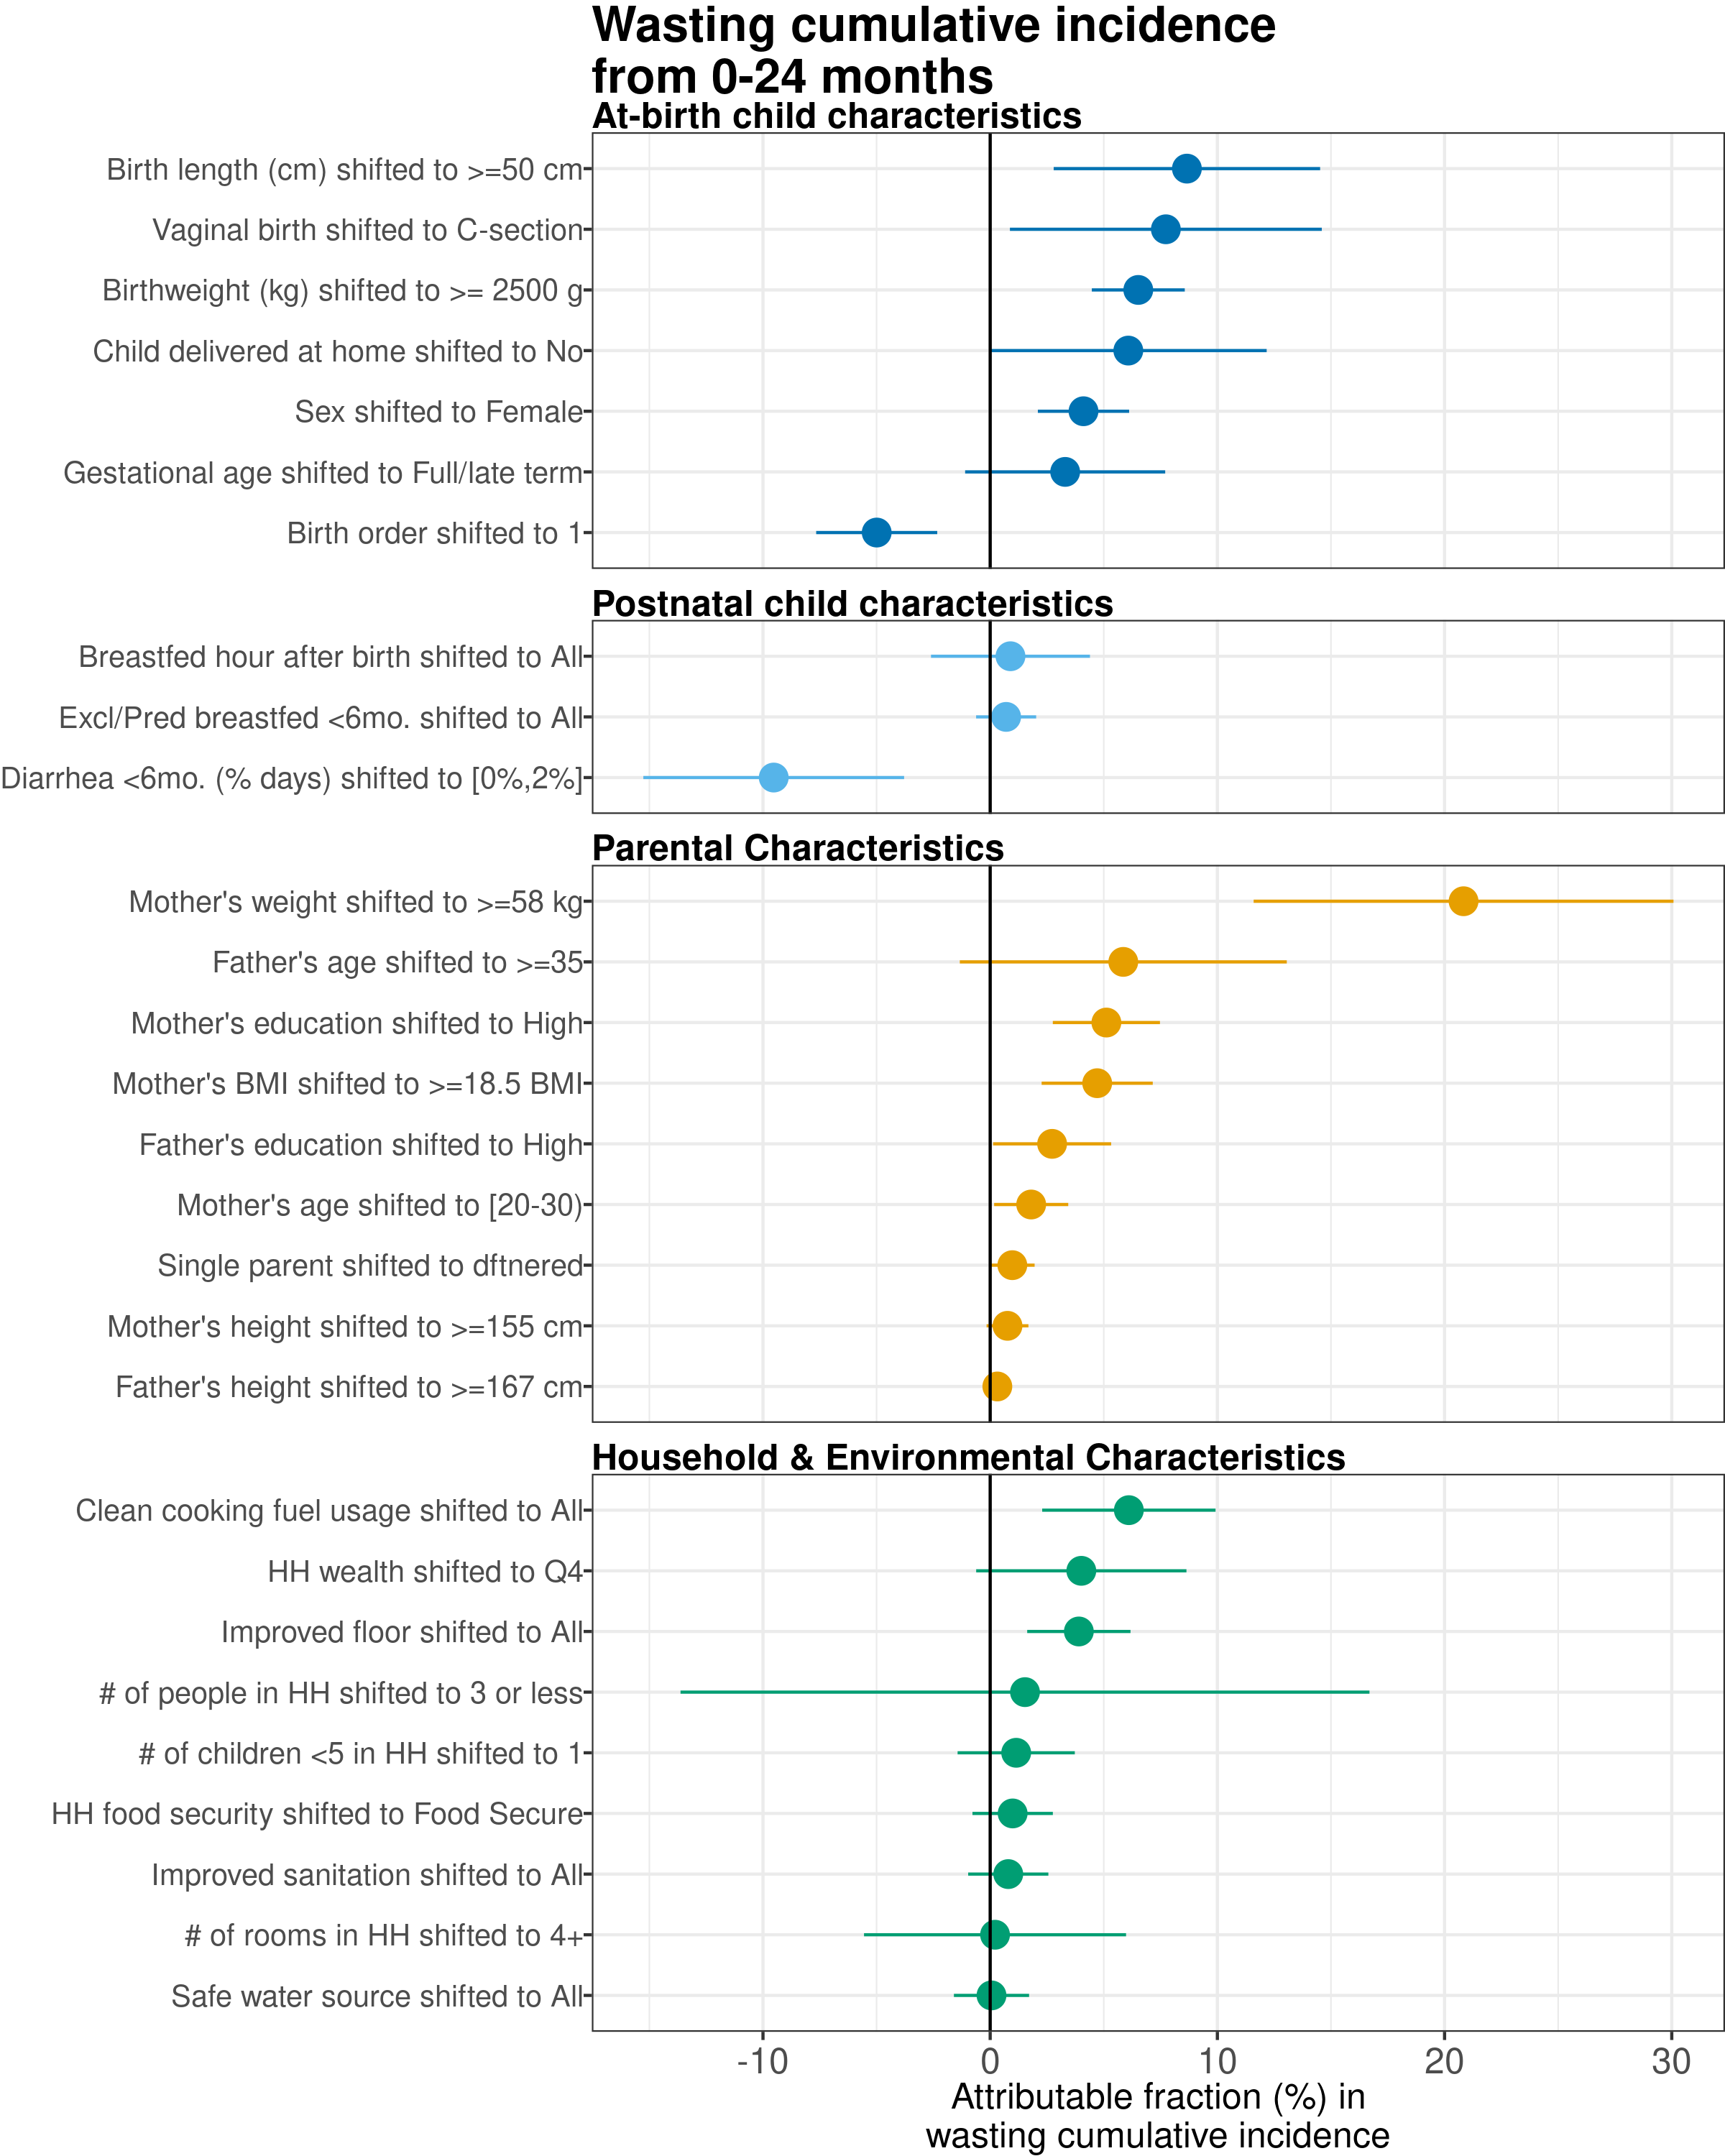 Wasting cumulative incidence
from 0-24 months
At-birth child characteristics
Birth length (cm) shifted to >=50 cm
Vaginal birth shifted to C-section
Birthweight (kg) shifted to >= 2500 g
Child delivered at home shifted to No
Sex shifted to Female
Gestational age shifted to Full/late term
Birth order shifted to 1
Postnatal child characteristics
Breastfed hour after birth shifted to All
Excl/Pred breastfed <6mo. shifted to All
Diarrhea <6mo. (% days) shifted to [0%,2%]
Parental Characteristics
Mother's weight shifted to >=58 kg
Father's age shifted to >=35
Mother's education shifted to High
Mother's BMI shifted to >=18.5 BMI
Father's education shifted to High
Mother's age shifted to [20-30)
Single parent shifted to dftnered
Mother's height shifted to >=155 cm
Father's height shifted to >=167 cm
Household & Environmental Characteristics
Clean cooking fuel usage shifted to All
HH wealth shifted to Q4
Improved floor shifted to All
# of people in HH shifted to 3 or less
# of children <5 in HH shifted to 1
HH food security shifted to Food Secure
Improved sanitation shifted to All
# of rooms in HH shifted to 4+
Safe water source shifted to All
-10 0 10 20 30
Attributable fraction (%) in
wasting cumulative incidence